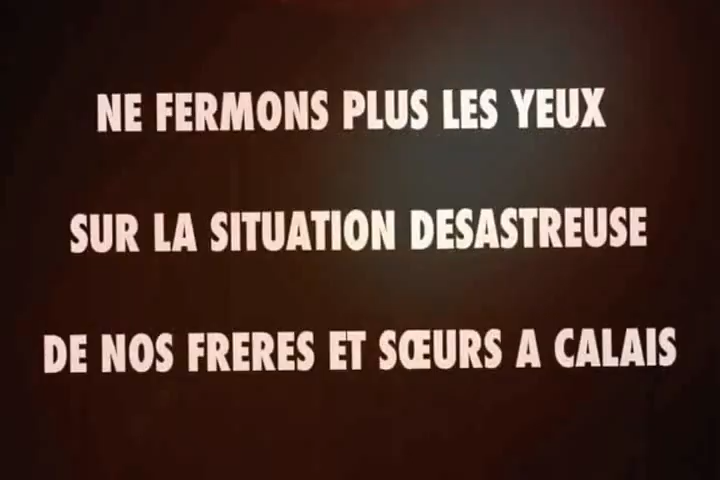 NE FERMONS PLUS LES YEUX
SUR LA SITUATION DESASTREUSE
DE NOS FRERES ET SŒURS A CALAIS